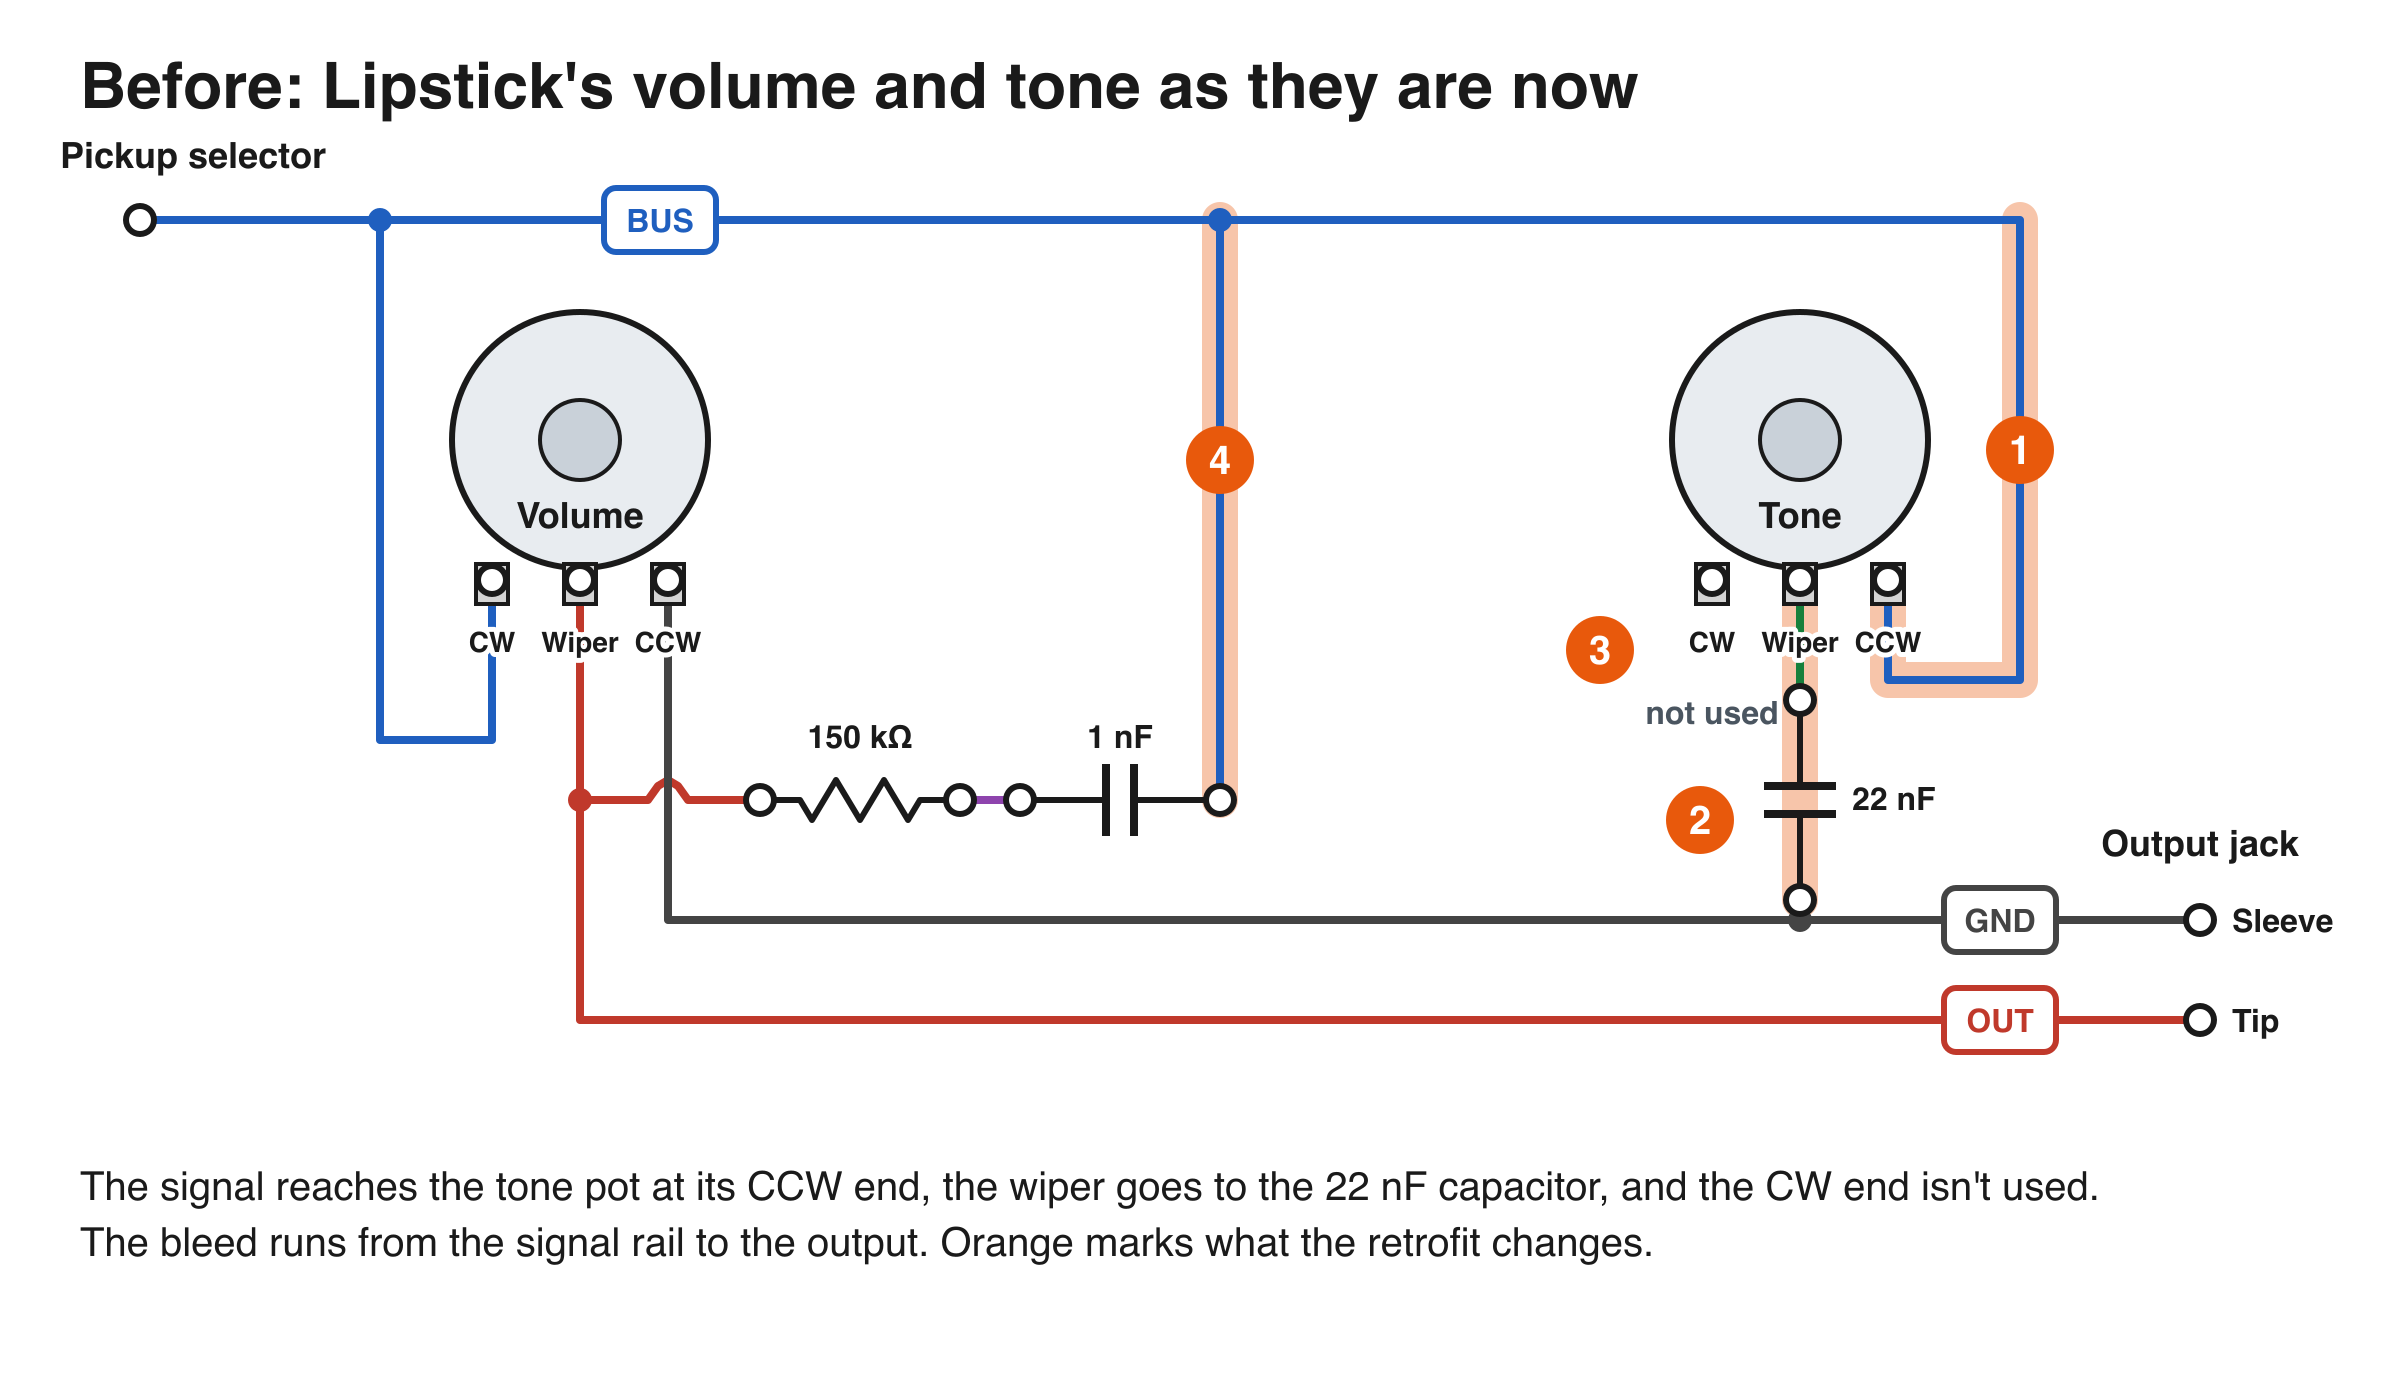 Before: Lipstick's volume and tone as they are now
Pickup selector
BUS
4
1
Volume
Tone
CW Wiper CCW
CW Wiper CCW
3
not used
150 kΩ
1 nF
22 nF
2
Output jack
GND
Sleeve
OUT
Tip
The signal reaches the tone pot at its CCW end, the wiper goes to the 22 nF capacitor, and the CW end isn't used.
The bleed runs from the signal rail to the output. Orange marks what the retrofit changes.